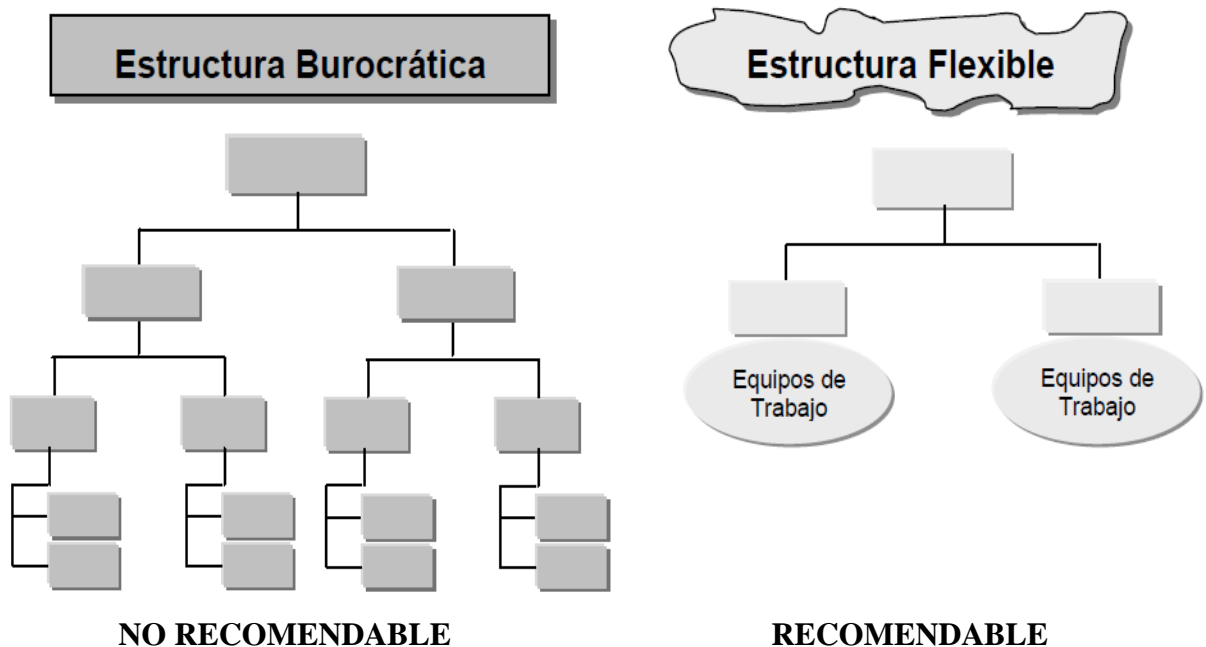 Estructura Burocrática
Estructura Flexible
Equipos de
Trabajo
Equipos de
Trabajo
NO RECOMENDABLE
RECOMENDABLE